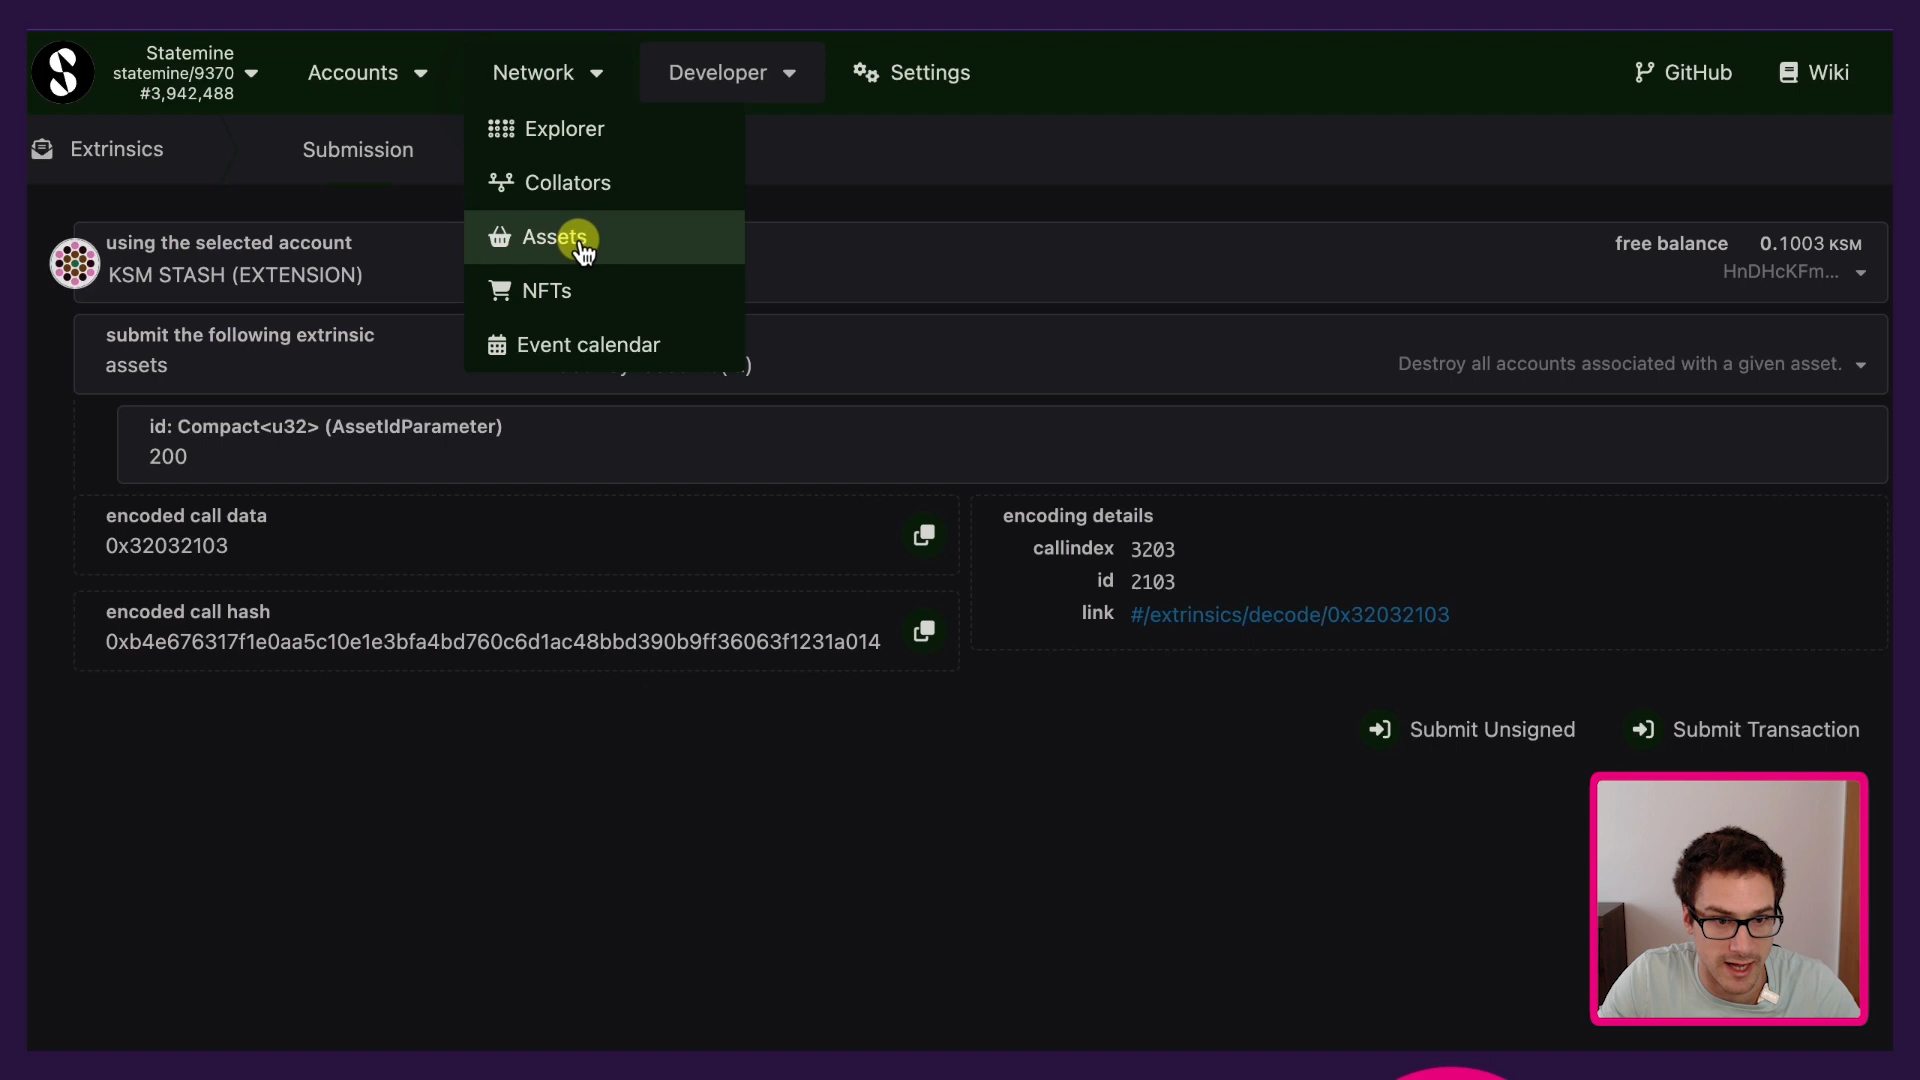 Statemine
statemine/9370
#3,942,488
Accounts
Network
Developer
Settings
GitHub
Wiki
Explorer
Collators
Assets
NFTs
Event calendar
Extrinsics
Submission
using the selected account
KSM STASH (EXTENSION)
free balance 0.1003 KSM
HnDHcKFm...
submit the following extrinsic
assets
Destroy all accounts associated with a given asset.
id: Compact<u32> (AssetIdParameter)
200
encoded call data
0x32032103
encoded call hash
0xb4e676317f1e0aa5c10e1e3bfa4bd760c6d1ac48bbd390b9ff36063f1231a014
encoding details
callindex 3203
id 2103
link #/extrinsics/decode/0x32032103
Submit Unsigned
Submit Transaction